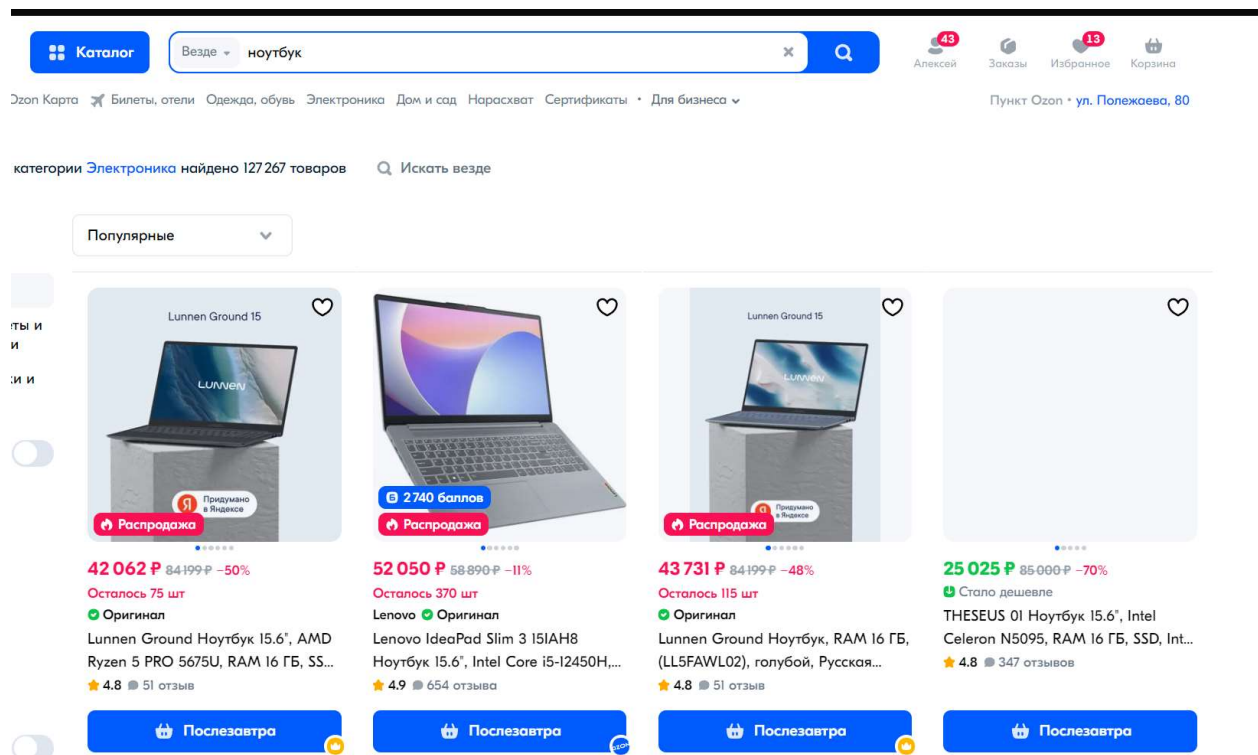 Каталог
Везде
ноутбук
43
13
Алексей
Заказы
Избранное
Корзина
Ozon Карта
Билеты, отели
Одежда, обувь
Электроника
Дом и сад
Нарасхват
Сертификаты
• Для бизнеса
Пункт Ozon • ул. Полежаева, 80
категории Электроника найдено 127 267 товаров
Искать везде
Популярные
еты и
и
ки и
Lunnen Ground 15
LUNNEN
Я Придумано
в Яндексе
Распродажа
42 062 ₽ 84 199 ₽ −50%
Осталось 75 шт
Оригинал
Lunnen Ground Ноутбук 15.6", AMD
Ryzen 5 PRO 5675U, RAM 16 ГБ, SS...
4.8 51 отзыв
Послезавтра
2 740 баллов
Распродажа
52 050 ₽ 58 890 ₽ −11%
Осталось 370 шт
Lenovo Оригинал
Lenovo IdeaPad Slim 3 15IAH8
Ноутбук 15.6", Intel Core i5-12450H,...
4.9 654 отзыва
Послезавтра
ozon
Lunnen Ground 15
LUNNEN
Я Придумано
в Яндексе
Распродажа
43 731 ₽ 84 199 ₽ −48%
Осталось 115 шт
Оригинал
Lunnen Ground Ноутбук, RAM 16 ГБ,
(LL5FAWL02), голубой, Русская...
4.8 51 отзыв
Послезавтра
25 025 ₽ 85 000 ₽ −70%
Стало дешевле
THESEUS 01 Ноутбук 15.6", Intel
Celeron N5095, RAM 16 ГБ, SSD, Int...
4.8 347 отзывов
Послезавтра